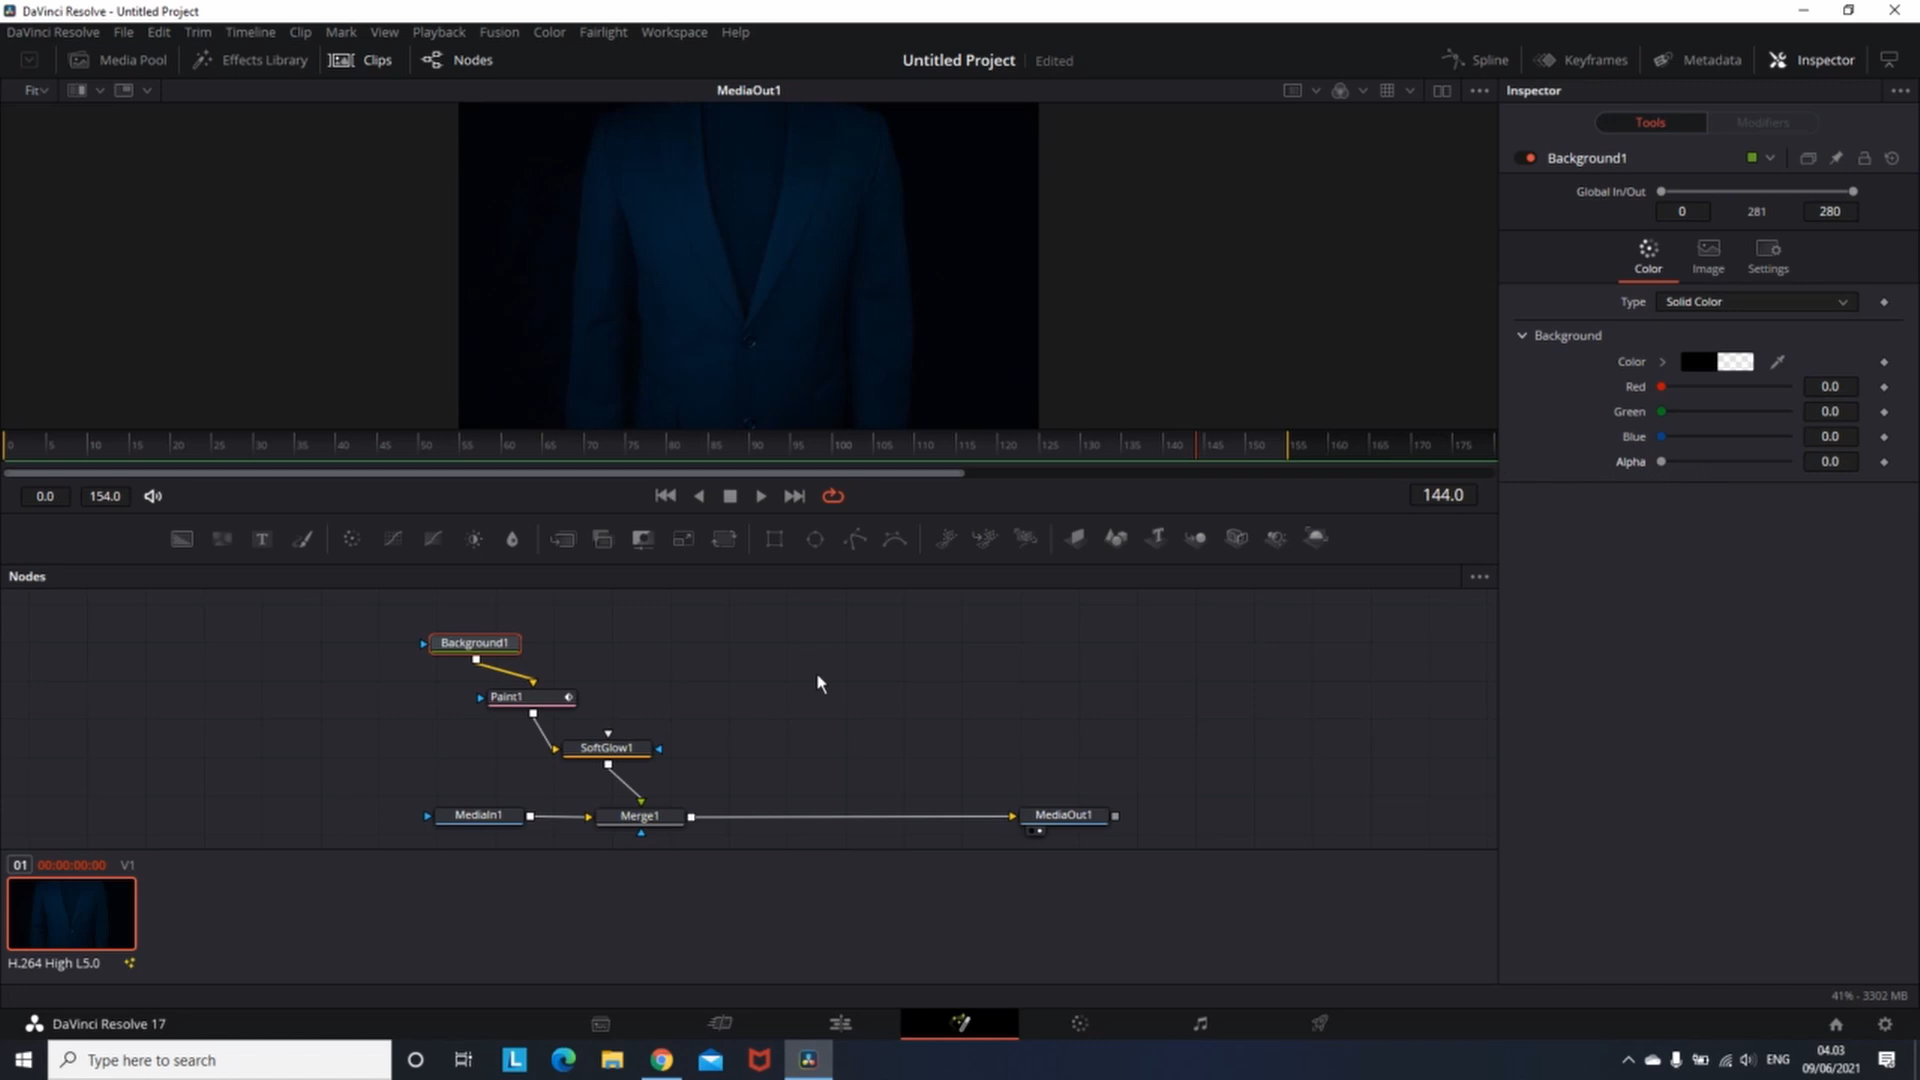 DaVinci Resolve - Untitled Project
DaVinci Resolve File Edit Trim Timeline Clip Mark View Playback Fusion Color Fairlight Workspace Help
Media Pool Effects Library Clips Nodes Untitled Project Edited Spline Keyframes Metadata Inspector
Fit MediaOut1 Inspector
Tools Modifiers
Background1
Global In/Out
0 281 280
Color Image Settings
Type Solid Color
Background
Color
Red 0.0
Green 0.0
Blue 0.0
Alpha 0.0
0 5 10 15 20 25 30 35 40 45 50 55 60 65 70 75 80 85 90 95 100 105 110 115 120 125 130 135 140 145 150 155 160 165 170 175
0.0 154.0 144.0
T T
Nodes
Background1
Paint1
SoftGlow1
MediaIn1 Merge1 MediaOut1
01 00:00:00:00 V1
H.264 High L5.0
41% - 3302 MB
DaVinci Resolve 17
Type here to search
L
ENG
04.03
09/06/2021